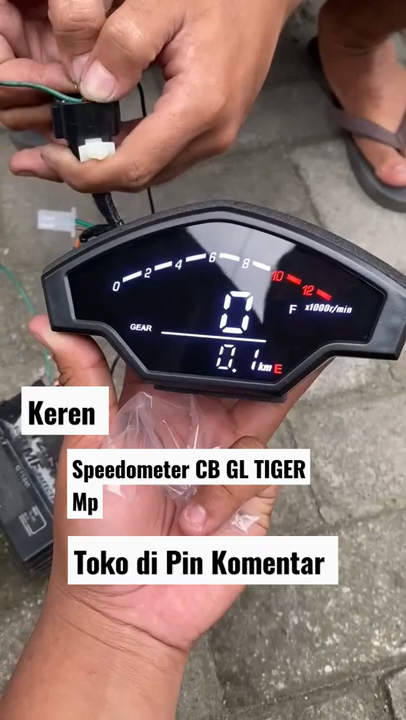 0 2 4 6 8 10 12
F x1000r/min
0
GEAR
0.1 km E
Keren
Speedometer CB GL TIGER
Mp
Toko di Pin Komentar